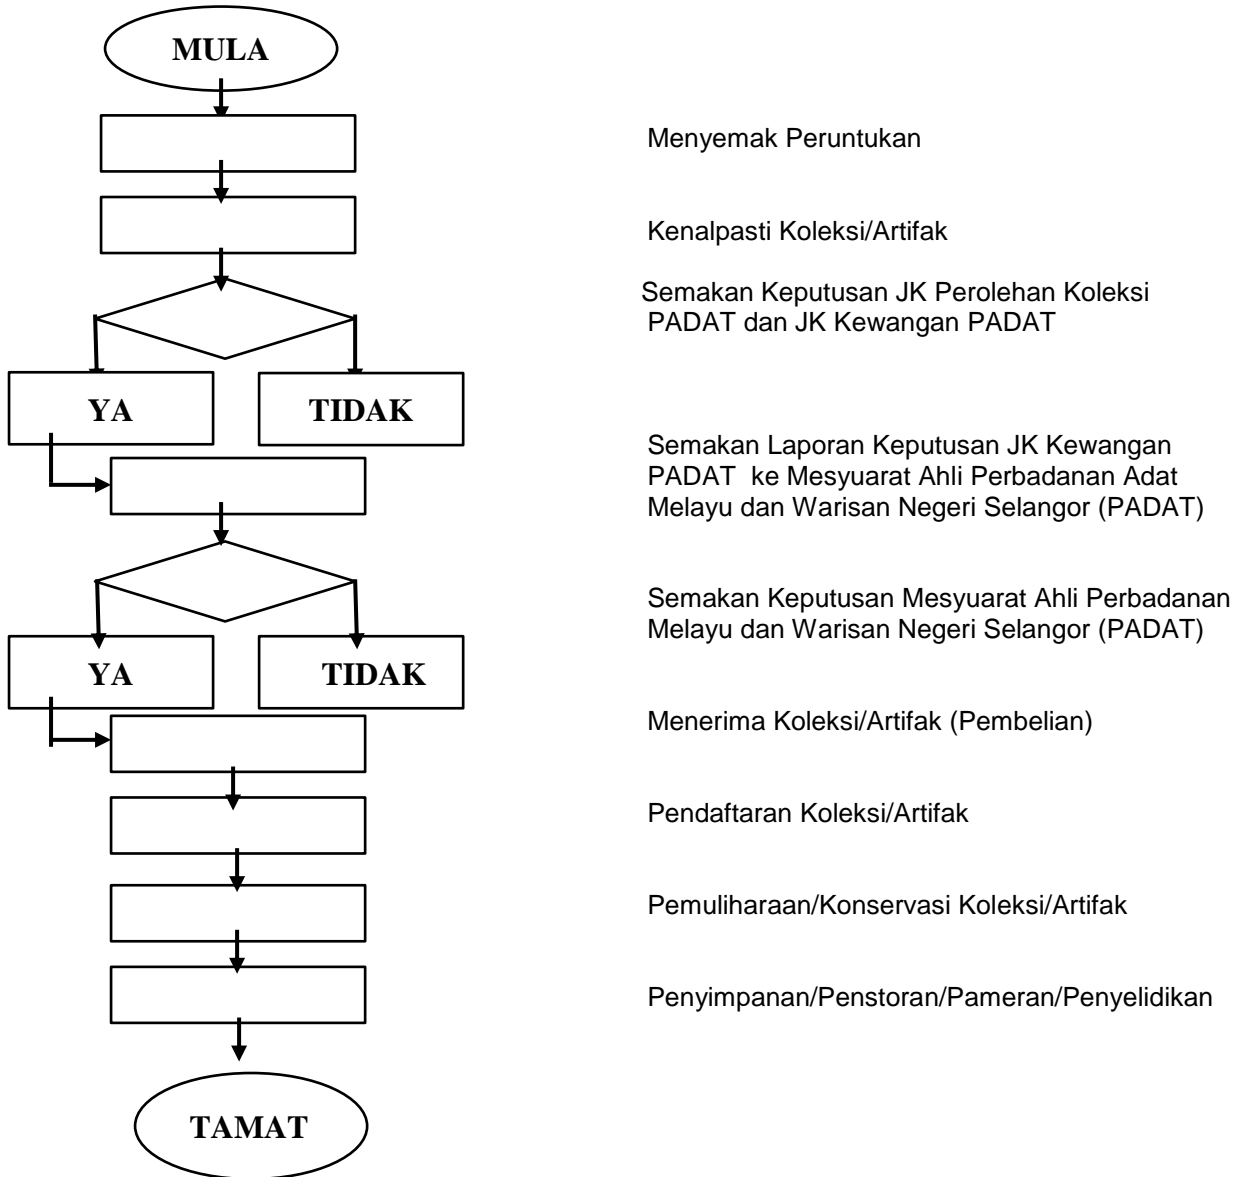 MULA
Menyemak Peruntukan
Kenalpasti Koleksi/Artifak
Semakan Keputusan JK Perolehan Koleksi
PADAT dan JK Kewangan PADAT
YA
TIDAK
Semakan Laporan Keputusan JK Kewangan
PADAT ke Mesyuarat Ahli Perbadanan Adat
Melayu dan Warisan Negeri Selangor (PADAT)
Semakan Keputusan Mesyuarat Ahli Perbadanan
Melayu dan Warisan Negeri Selangor (PADAT)
YA
TIDAK
Menerima Koleksi/Artifak (Pembelian)
Pendaftaran Koleksi/Artifak
Pemuliharaan/Konservasi Koleksi/Artifak
Penyimpanan/Penstoran/Pameran/Penyelidikan
TAMAT